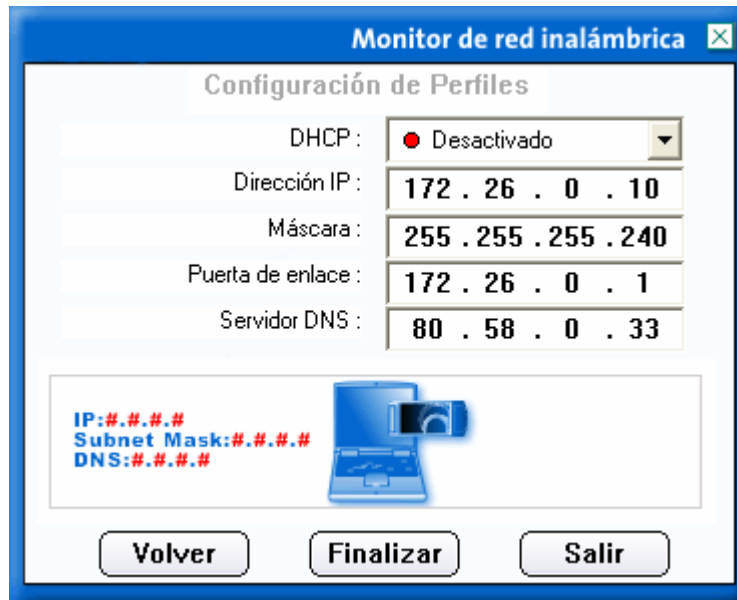 Monitor de red inalámbrica
Configuración de Perfiles
DHCP : Desactivado
Dirección IP : 172 . 26 . 0 . 10
Máscara : 255 . 255 . 255 . 240
Puerta de enlace : 172 . 26 . 0 . 1
Servidor DNS : 80 . 58 . 0 . 33
IP:#.#.#.#
Subnet Mask:#.#.#.#
DNS:#.#.#.#
Volver Finalizar Salir